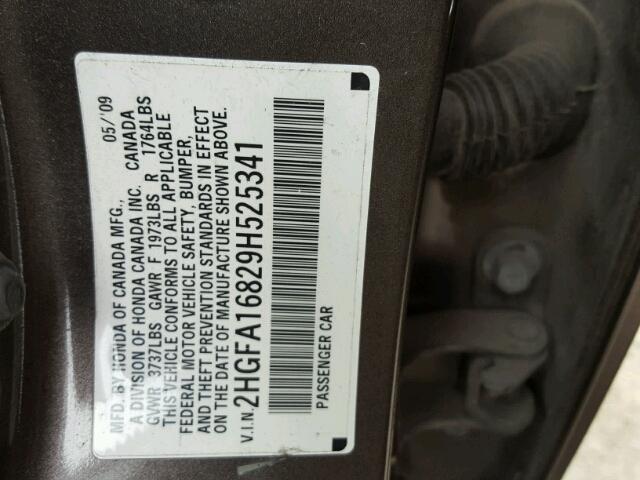 MFD. BY HONDA OF CANADA MFG., 05/'09
A DIVISION OF HONDA CANADA INC. CANADA
GVWR 3737LBS GAWR F 1973LBS R 1764LBS
THIS VEHICLE CONFORMS TO ALL APPLICABLE
FEDERAL MOTOR VEHICLE SAFETY, BUMPER,
AND THEFT PREVENTION STANDARDS IN EFFECT
ON THE DATE OF MANUFACTURE SHOWN ABOVE.
V.I.N. 2HGFA16829H525341
PASSENGER CAR